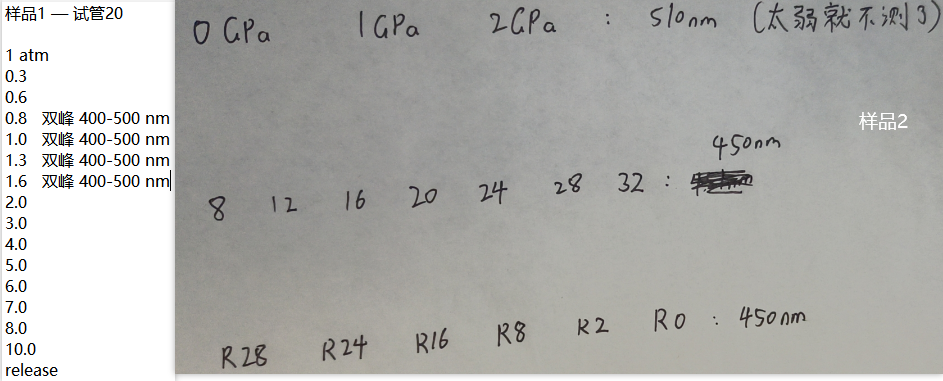 样品1 — 试管20
1 atm
0.3
0.6
0.8 双峰 400-500 nm
1.0 双峰 400-500 nm
1.3 双峰 400-500 nm
1.6 双峰 400-500 nm
2.0
3.0
4.0
5.0
6.0
7.0
8.0
10.0
release
0 GPa 1 GPa 2 GPa : 510nm (太弱就不测了)
样品2
450nm
8 12 16 20 24 28 32 :
R28 R24 R16 R8 R2 R0 : 450nm